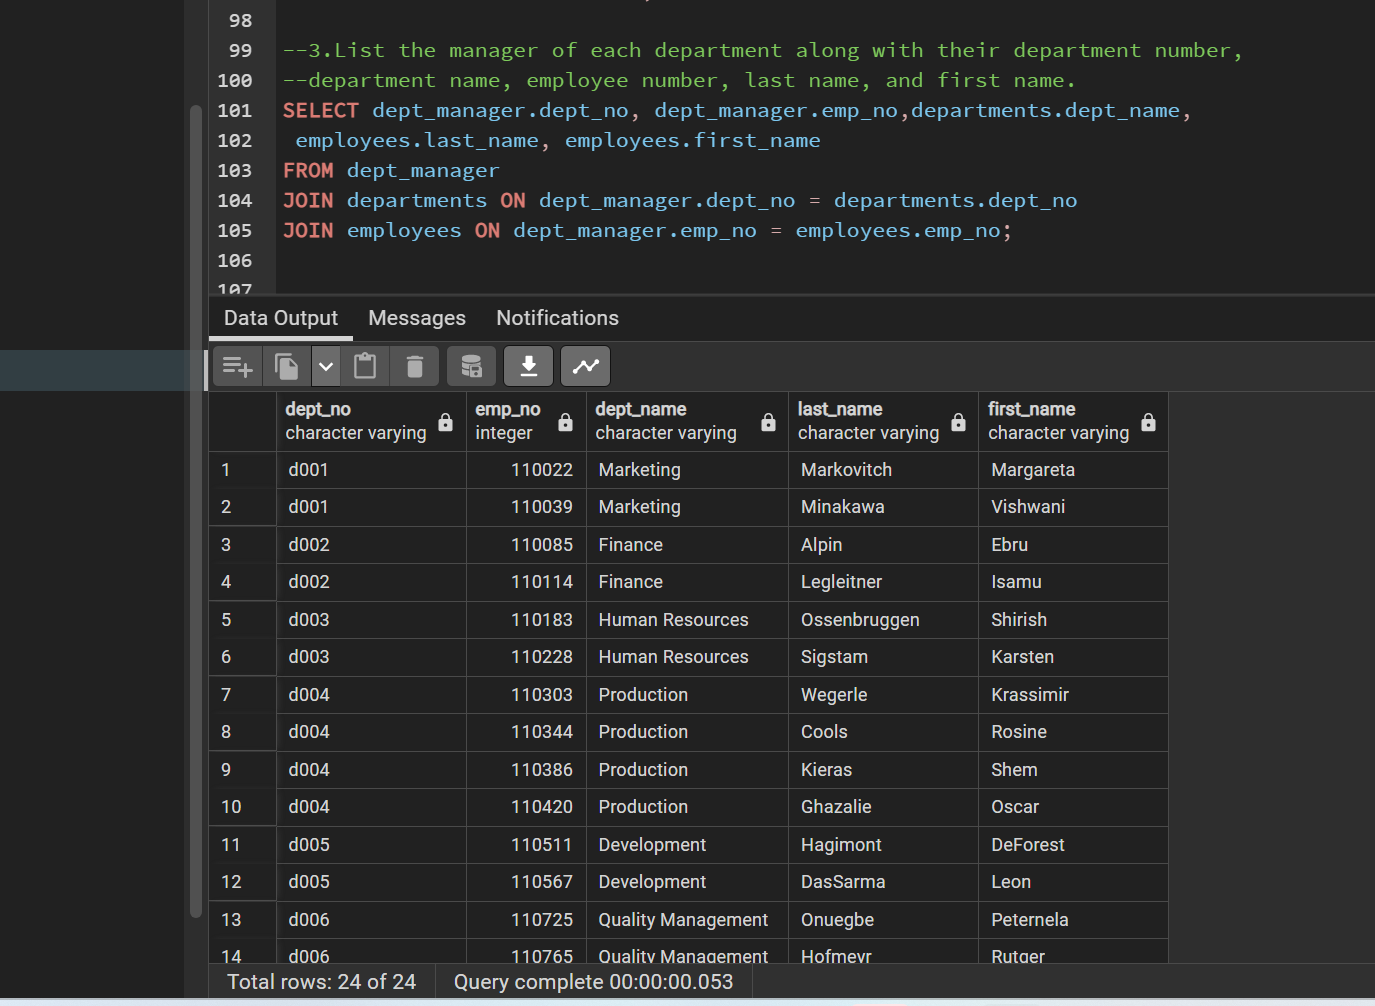 98
99 --3.List the manager of each department along with their department number,
100 --department name, employee number, last name, and first name.
101 SELECT dept_manager.dept_no, dept_manager.emp_no,departments.dept_name,
102 employees.last_name, employees.first_name
103 FROM dept_manager
104 JOIN departments ON dept_manager.dept_no = departments.dept_no
105 JOIN employees ON dept_manager.emp_no = employees.emp_no;
106
107
Data Output Messages Notifications
dept_no emp_no dept_name last_name first_name
character varying integer character varying character varying character varying
1 d001 110022 Marketing Markovitch Margareta
2 d001 110039 Marketing Minakawa Vishwani
3 d002 110085 Finance Alpin Ebru
4 d002 110114 Finance Legleitner Isamu
5 d003 110183 Human Resources Ossenbruggen Shirish
6 d003 110228 Human Resources Sigstam Karsten
7 d004 110303 Production Wegerle Krassimir
8 d004 110344 Production Cools Rosine
9 d004 110386 Production Kieras Shem
10 d004 110420 Production Ghazalie Oscar
11 d005 110511 Development Hagimont DeForest
12 d005 110567 Development DasSarma Leon
13 d006 110725 Quality Management Onuegbe Peternela
14 d006 110765 Quality Management Hofmeyr Rutger
Total rows: 24 of 24 Query complete 00:00:00.053